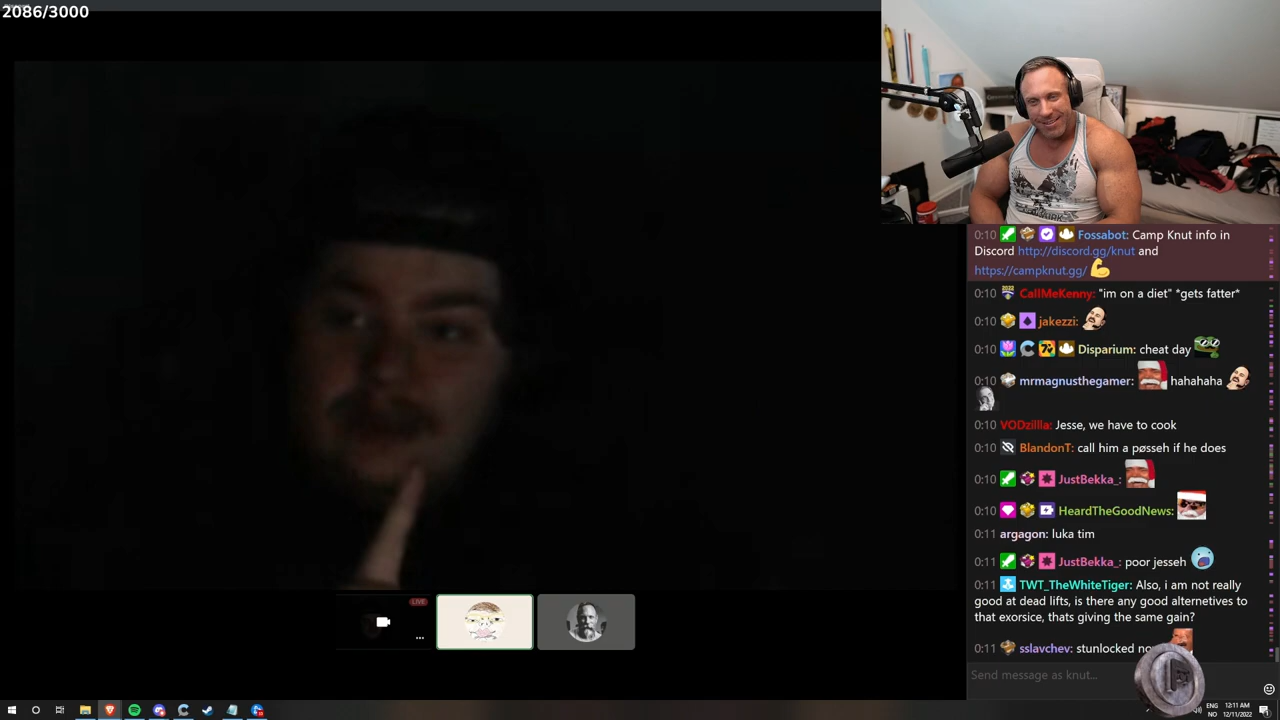 2086/3000
0:10 Fossabot: Camp Knut info in
Discord http://discord.gg/knut and
https://campknut.gg/
0:10 CallMeKenny: "im on a diet" *gets fatter*
0:10 jakezzi:
0:10 Disparium: cheat day
0:10 mrmagnusthegamer: hahahaha
0:10 VODzillla: Jesse, we have to cook
0:10 BlandonT: call him a pøsseh if he does
0:10 JustBekka_:
0:10 HeardTheGoodNews:
0:11 argagon: luka tim
0:11 JustBekka_: poor jesseh
0:11 TWT_TheWhiteTiger: Also, i am not really
good at dead lifts, is there any good alternatives to
that exorsice, thats giving the same gain?
0:11 sslavchev: stunlocked
Send message as knut...
LIVE
ENG
NO
12:11 AM
12/11/2022